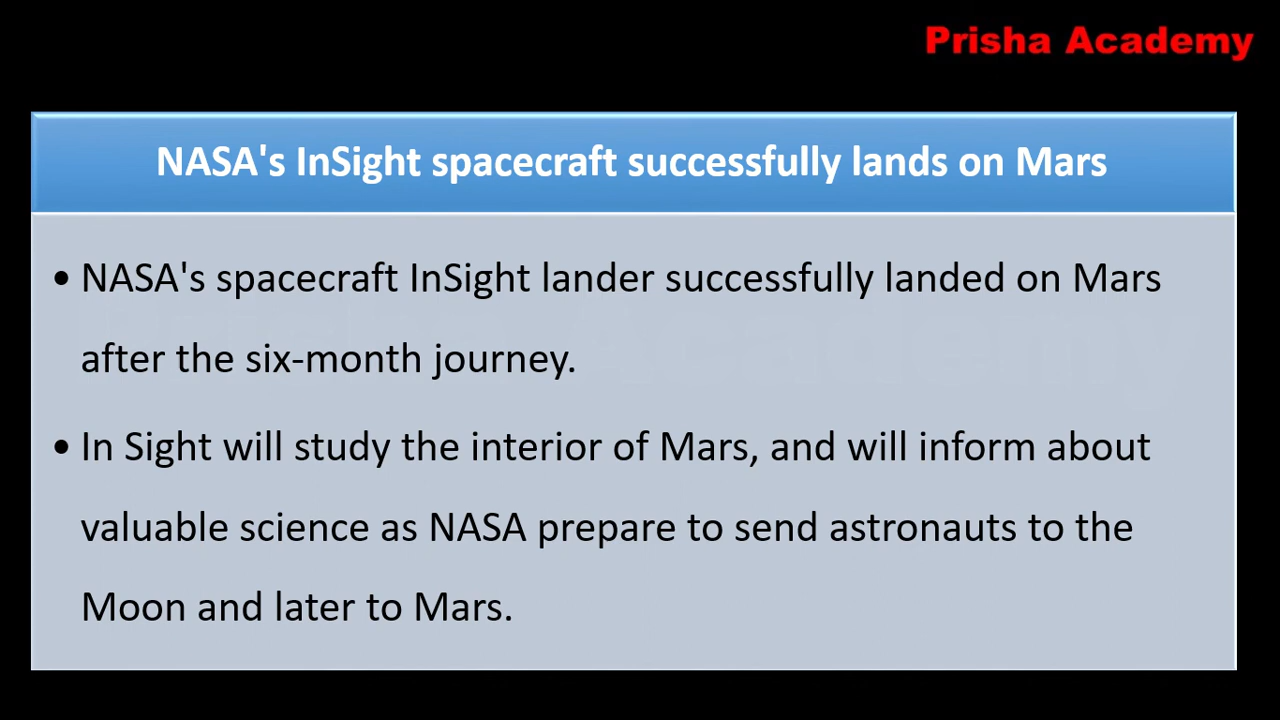 Prisha Academy
NASA's InSight spacecraft successfully lands on Mars
• NASA's spacecraft InSight lander successfully landed on Mars
after the six-month journey.
• In Sight will study the interior of Mars, and will inform about
valuable science as NASA prepare to send astronauts to the
Moon and later to Mars.